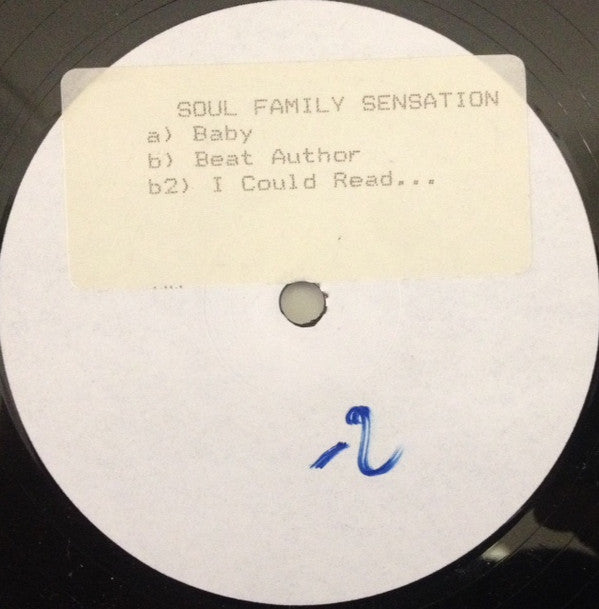 SOUL FAMILY SENSATION
a) Baby
b) Beat Author
b2) I Could Read...